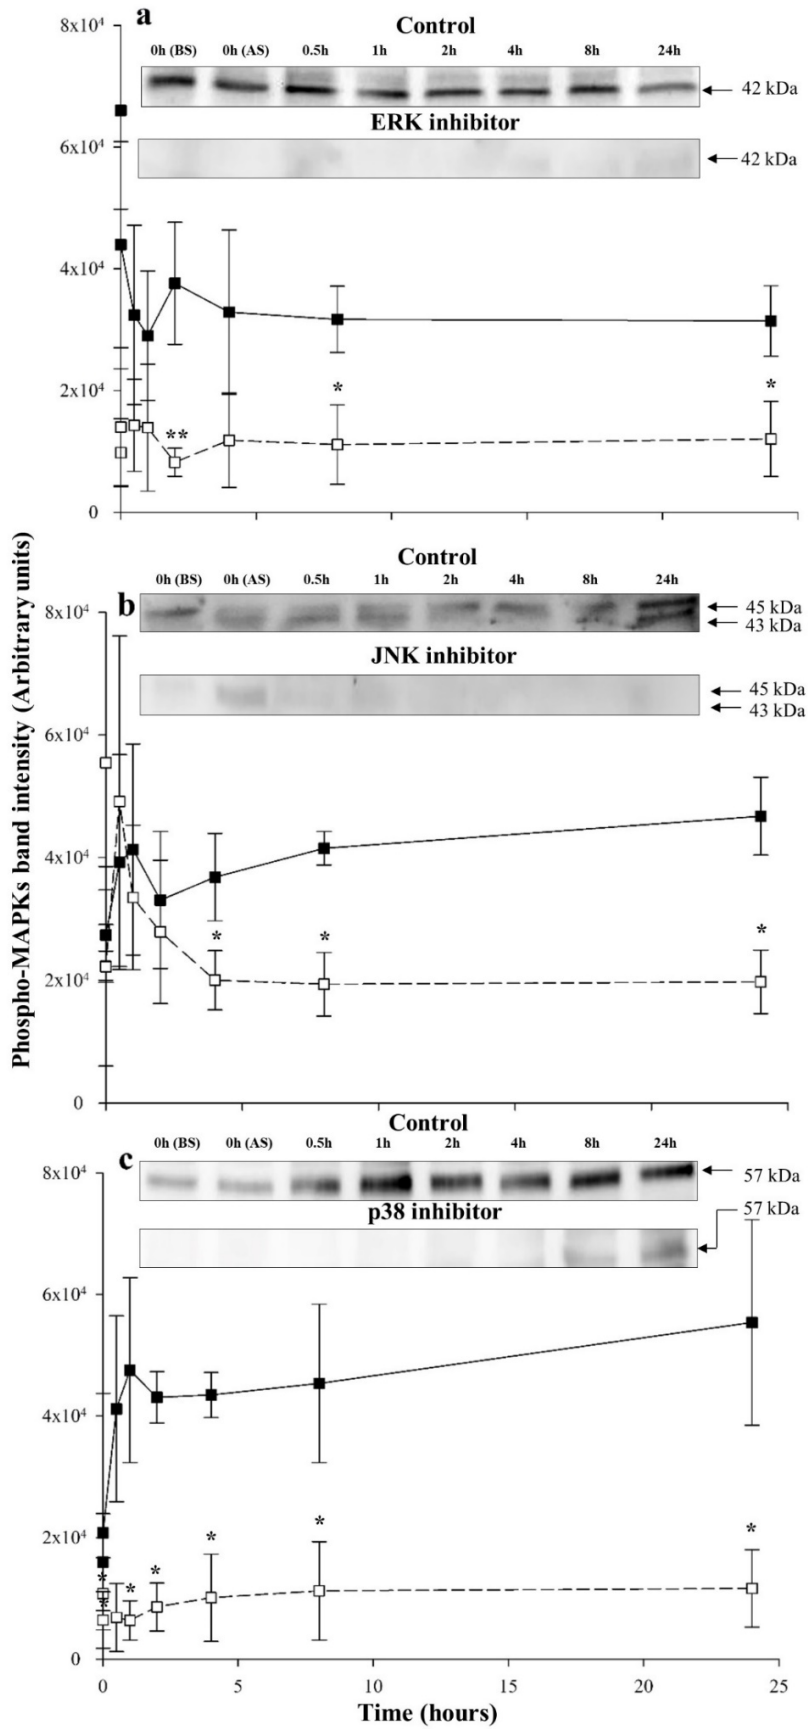 a
Control
0h (BS) 0h (AS) 0.5h 1h 2h 4h 8h 24h
42 kDa
ERK inhibitor
42 kDa
8x10⁴
6x10⁴
4x10⁴
2x10⁴
0
**
*
*
Phospho-MAPKs band intensity (Arbitrary units)
b
Control
0h (BS) 0h (AS) 0.5h 1h 2h 4h 8h 24h
45 kDa
43 kDa
JNK inhibitor
45 kDa
43 kDa
8x10⁴
6x10⁴
4x10⁴
2x10⁴
0
*
*
*
c
Control
0h (BS) 0h (AS) 0.5h 1h 2h 4h 8h 24h
57 kDa
p38 inhibitor
57 kDa
8x10⁴
6x10⁴
4x10⁴
2x10⁴
0
*
*
*
*
*
*
*
0 5 10 15 20 25
Time (hours)